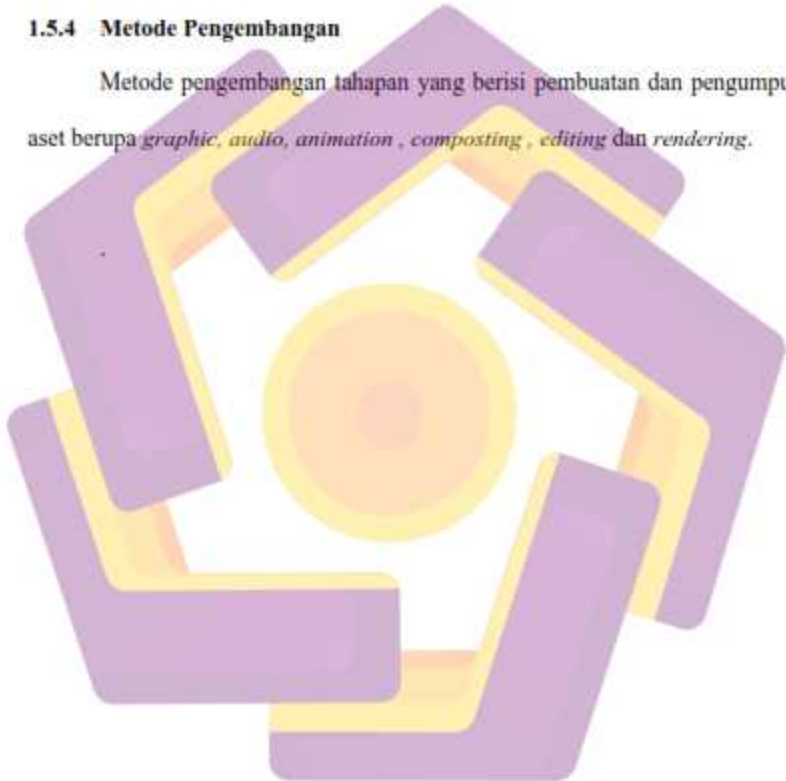 1.5.4 Metode Pengembangan
Metode pengembangan tahapan yang berisi pembuatan dan pengumpu
aset berupa graphic, audio, animation , composting , editing dan rendering.